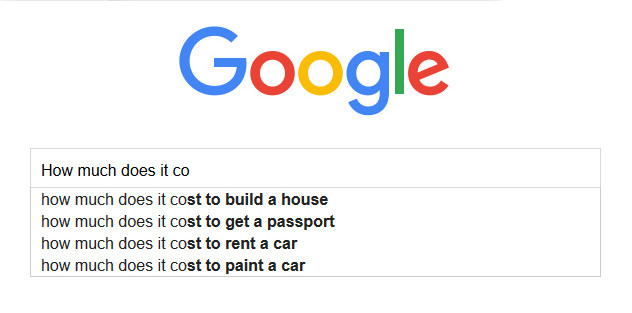 Google
How much does it co
how much does it cost to build a house
how much does it cost to get a passport
how much does it cost to rent a car
how much does it cost to paint a car